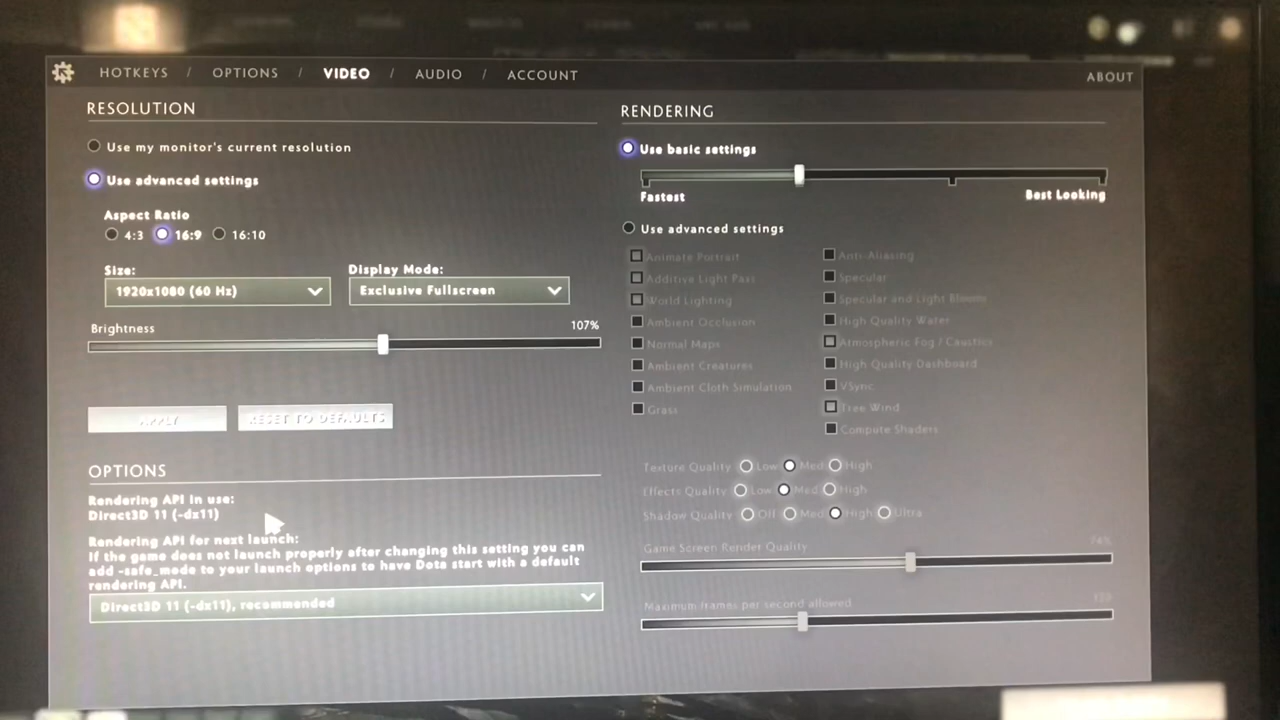 HOTKEYS / OPTIONS / VIDEO / AUDIO / ACCOUNT ABOUT
RESOLUTION
Use my monitor's current resolution
Use advanced settings
Aspect Ratio
4:3 16:9 16:10
Size: Display Mode:
1920x1080 (60 Hz) Exclusive Fullscreen
Brightness 107%
APPLY RESET TO DEFAULTS
OPTIONS
Rendering API in use:
Direct3D 11 (-dx11)
Rendering API for next launch:
If the game does not launch properly after changing this setting you can
add -safe_mode to your launch options to have Dota start with a default
rendering API.
Direct3D 11 (-dx11), recommended
RENDERING
Use basic settings
Fastest Best Looking
Use advanced settings
Animate Portrait Anti-Aliasing
Additive Light Pass Specular
World Lighting Specular and Light Blooms
Ambient Occlusion High Quality Water
Normal Maps Atmospheric Fog / Caustics
Ambient Creatures High Quality Dashboard
Ambient Cloth Simulation VSync
Grass Tree Wind
Compute Shaders
Texture Quality Low Med High
Effects Quality Low Med High
Shadow Quality Off Med High Ultra
Game Screen Render Quality 74%
Maximum frames per second allowed